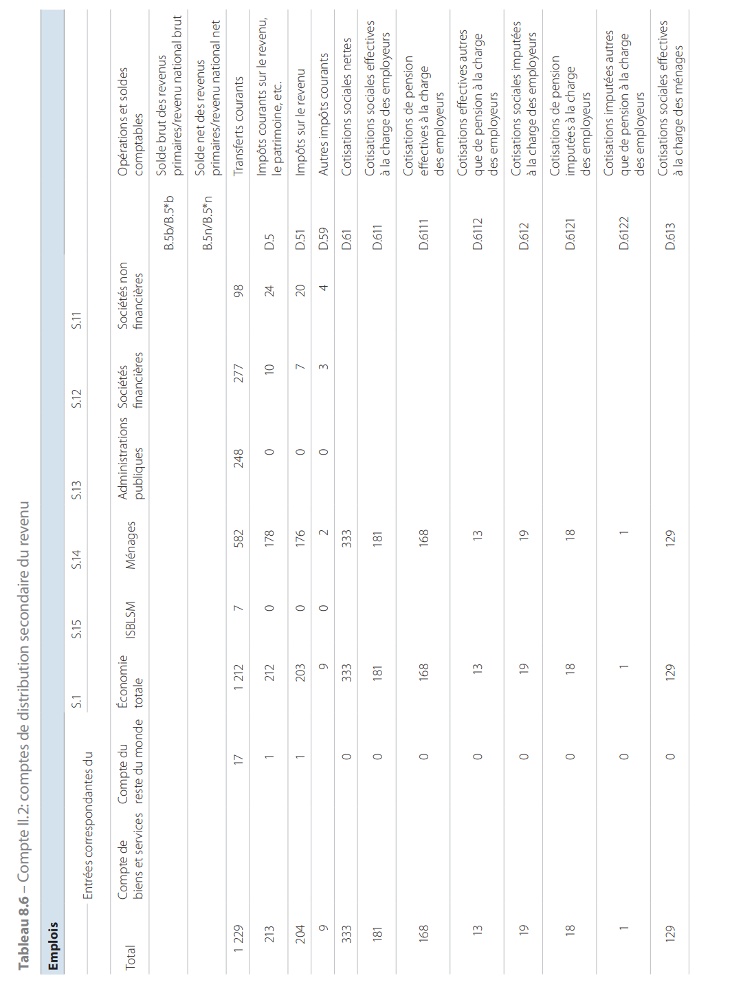 Tableau 8.6 – Compte II.2: comptes de distribution secondaire du revenu
Emplois
S.1 S.15 S.14 S.13 S.12 S.11
Entrées correspondantes du
Total Compte de biens et services Compte du reste du monde Économie totale ISBLSM Ménages Administrations publiques Sociétés financières Sociétés non financières Opérations et soldes comptables
B.5b/B.5*b Solde brut des revenus
primaires/revenu national brut
B.5n/B.5*n Solde net des revenus
primaires/revenu national net
1 229 17 1 212 7 582 248 277 98 Transferts courants
213 1 212 0 178 0 10 24 D.5 Impôts courants sur le revenu,
le patrimoine, etc.
204 1 203 0 176 0 7 20 D.51 Impôts sur le revenu
9 9 0 2 0 3 4 D.59 Autres impôts courants
333 0 333 333 D.61 Cotisations sociales nettes
181 0 181 181 D.611 Cotisations sociales effectives
à la charge des employeurs
168 0 168 168 D.6111 Cotisations de pension
effectives à la charge
des employeurs
13 0 13 13 D.6112 Cotisations effectives autres
que de pension à la charge
des employeurs
19 0 19 19 D.612 Cotisations sociales imputées
à la charge des employeurs
18 0 18 18 D.6121 Cotisations de pension
imputées à la charge
des employeurs
1 0 1 1 D.6122 Cotisations imputées autres
que de pension à la charge
des employeurs
129 0 129 129 D.613 Cotisations sociales effectives
à la charge des ménages